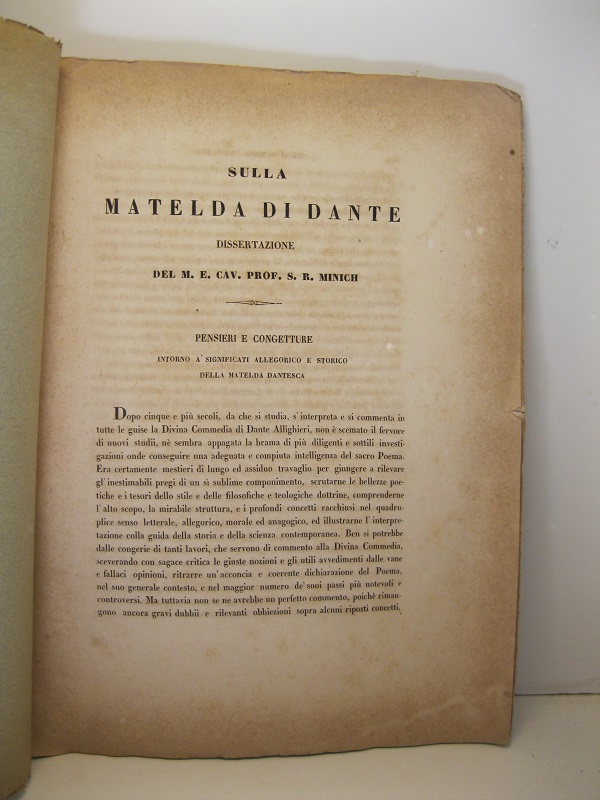 SULLA
MATELDA DI DANTE
DISSERTAZIONE
DEL M. E. CAV. PROF. S. R. MINICH
PENSIERI E CONGETTURE
INTORNO A' SIGNIFICATI ALLEGORICO E STORICO
DELLA MATELDA DANTESCA
Dopo cinque e più secoli, da che si studia, s'interpreta e si commenta in
tutte le guise la Divina Commedia di Dante Allighieri, non è scemato il fervore
di nuovi studii, nè sembra appagata la brama di più diligenti e sottili investi-
gazioni onde conseguire una adeguata e compiuta intelligenza del sacro Poema.
Era certamente mestieri di lungo ed assiduo travaglio per giungere a rilevare
gl'inestimabili pregi di un sì sublime componimento, scrutarne le bellezze poe-
tiche e i tesori dello stile e delle filosofiche e teologiche dottrine, comprenderne
l'alto scopo, la mirabile struttura, e i profondi concetti racchiusi nel quadru-
plice senso letterale, allegorico, morale ed anagogico, ed illustrarne l'interpre-
tazione colla guida della storia e della scienza contemporanea. Ben si potrebbe
dalle congerie di tanti lavori, che servono di commento alla Divina Commedia,
sceverando con sagace critica le giuste nozioni e gli utili avvedimenti dalle vane
e fallaci opinioni, ritrarre un'acconcia e coerente dichiarazione del Poema,
nel suo generale contesto, e nel maggior numero de' suoi passi più notevoli e
controversi. Ma tuttavia non se ne avrebbe un perfetto commento, poichè riman-
gono ancora gravi dubbii e rilevanti obbiezioni sopra alcuni riposti concetti,